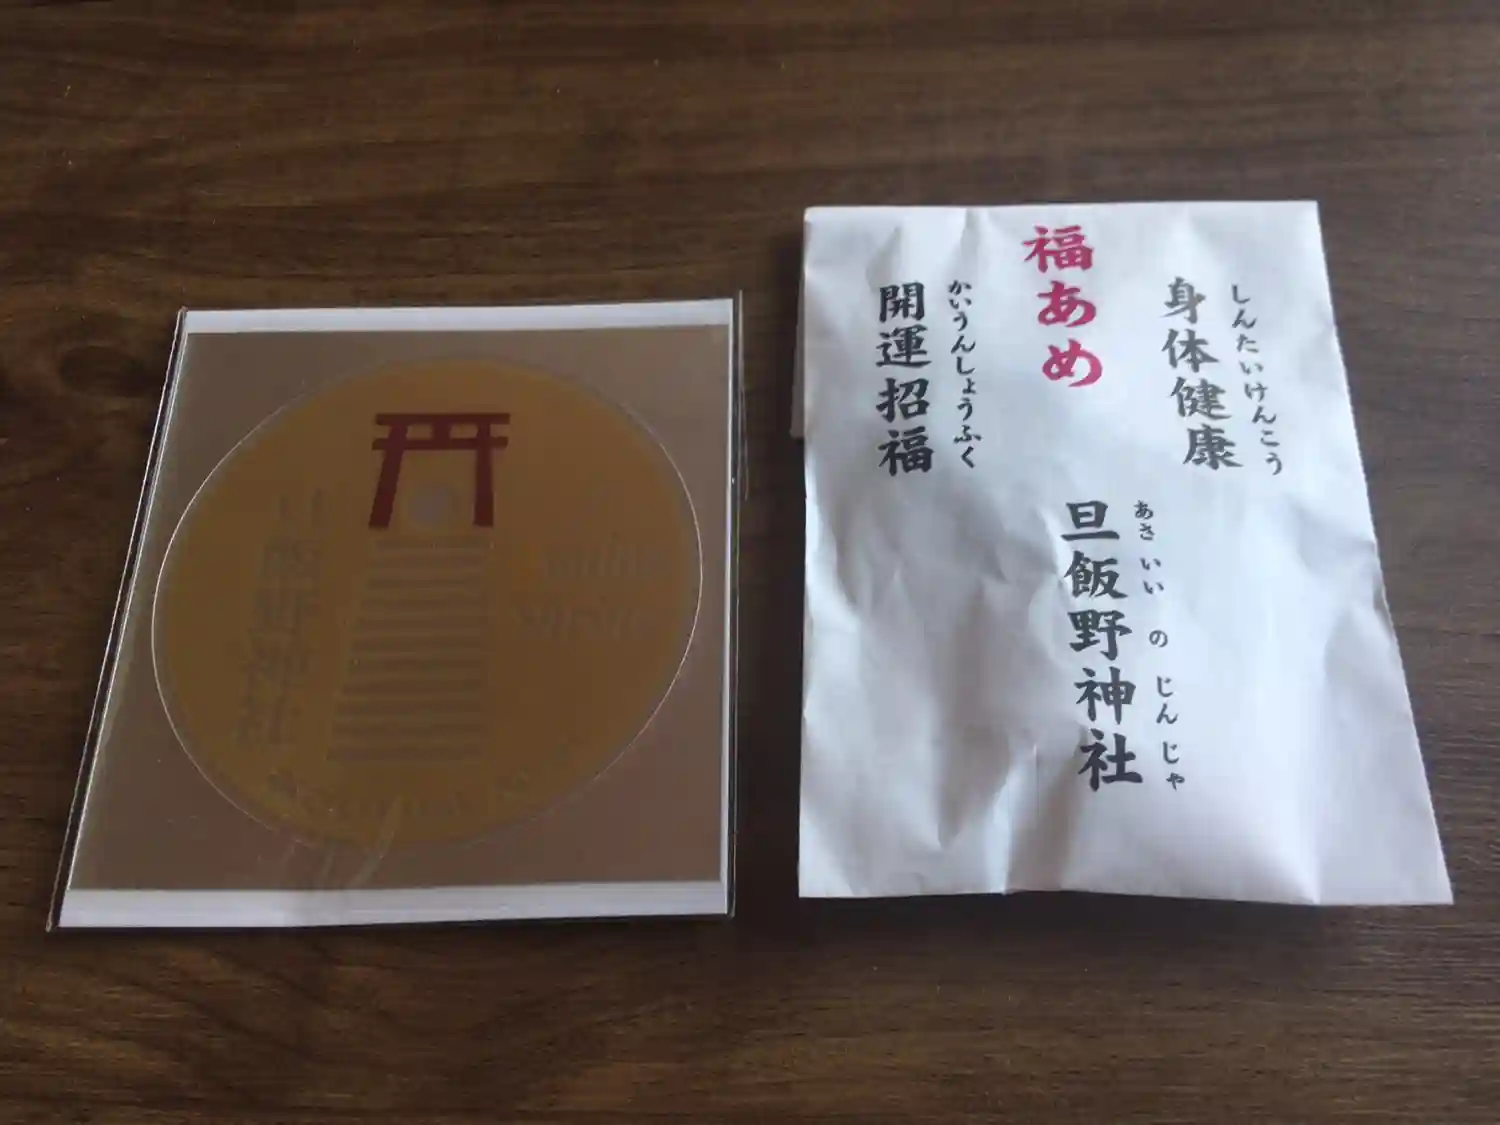 福あめ
しんたいけんこう
身体健康
かいうんしょうふく
開運招福
あさいいのじんじゃ
旦飯野神社